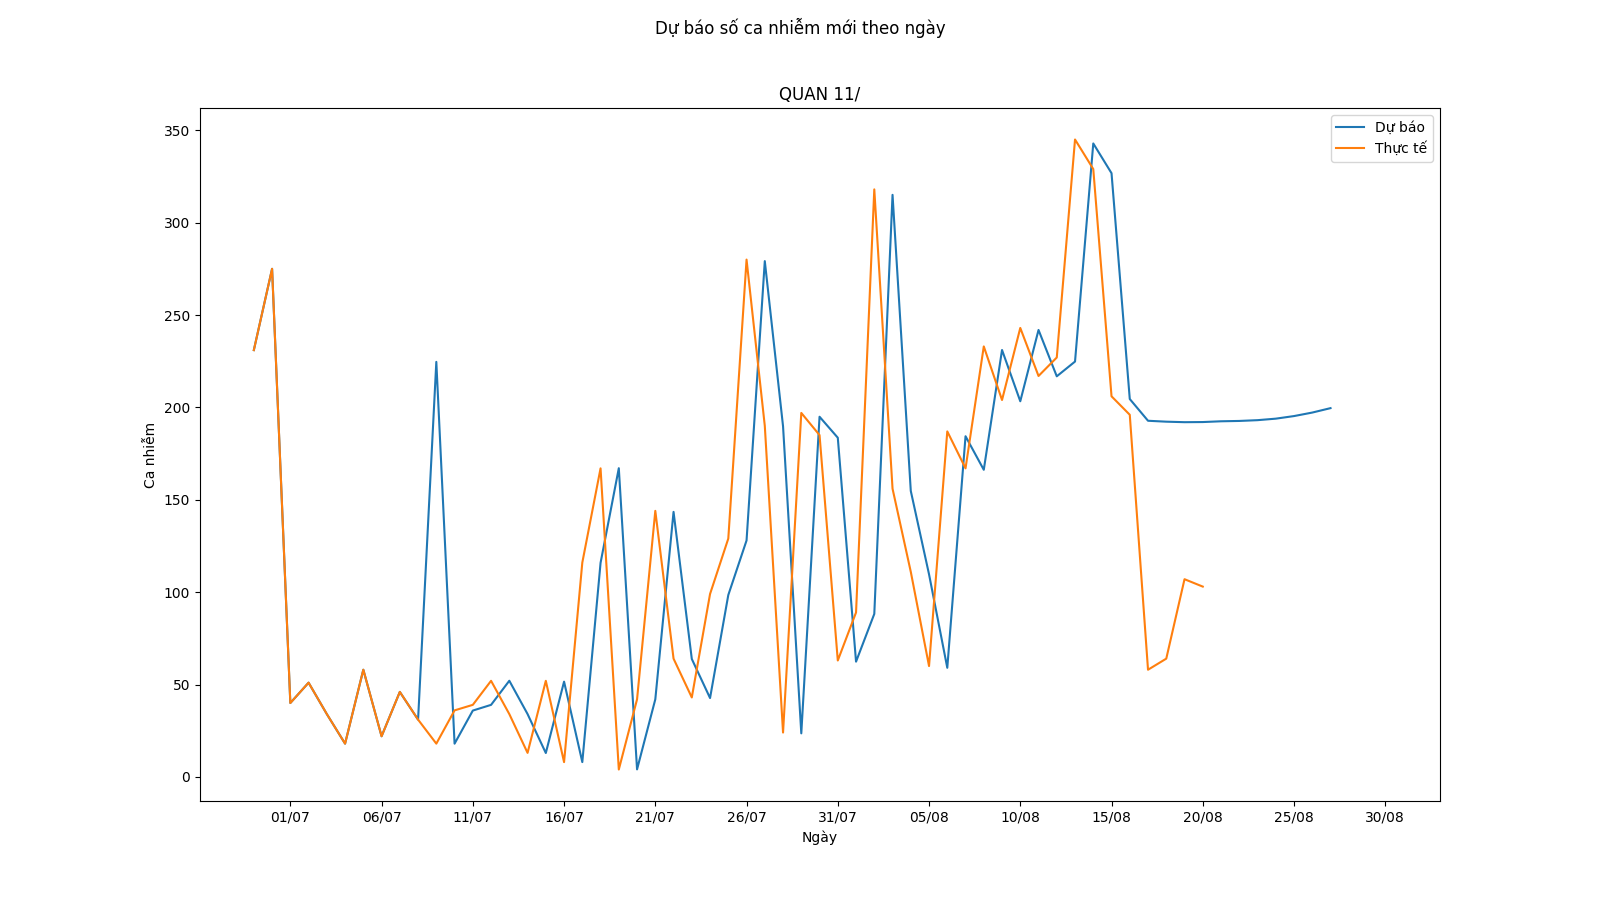 Dự báo số ca nhiễm mới theo ngày
QUAN 11/
Dự báo
Thực tế
350
300
250
200
150
100
50
0
Ca nhiễm
01/07 06/07 11/07 16/07 21/07 26/07 31/07 05/08 10/08 15/08 20/08 25/08 30/08
Ngày